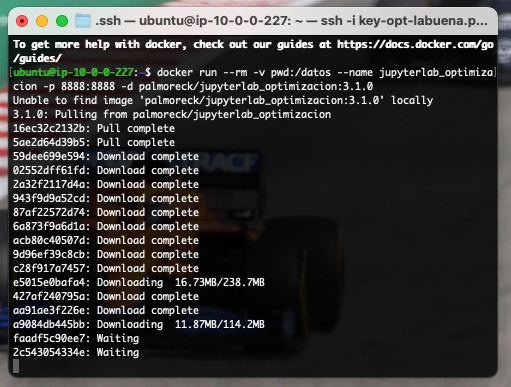 .ssh — ubuntu@ip-10-0-0-227: ~ — ssh -i key-opt-labuena.p...
To get more help with docker, check out our guides at https://docs.docker.com/go
/guides/
[ubuntu@ip-10-0-0-227:~$ docker run --rm -v pwd:/datos --name jupyterlab_optimiza]
cion -p 8888:8888 -d palmoreck/jupyterlab_optimizacion:3.1.0
Unable to find image 'palmoreck/jupyterlab_optimizacion:3.1.0' locally
3.1.0: Pulling from palmoreck/jupyterlab_optimizacion
16ec32c2132b: Pull complete
5ae2d64d39b5: Pull complete
59dee699e594: Download complete
02552dff61fd: Download complete
2a32f2117d4a: Download complete
943f9d9a52cd: Download complete
87af22572d74: Download complete
6a873f9a6d1a: Download complete
acb80c40507d: Download complete
9d96ef39c8cb: Download complete
c28f917a7457: Download complete
e5015e0bafa4: Downloading  16.73MB/238.7MB
427af240795a: Download complete
aa91ae3f226e: Download complete
a9084db445bb: Downloading  11.87MB/114.2MB
faadf5c90ee7: Waiting
2c543054334e: Waiting